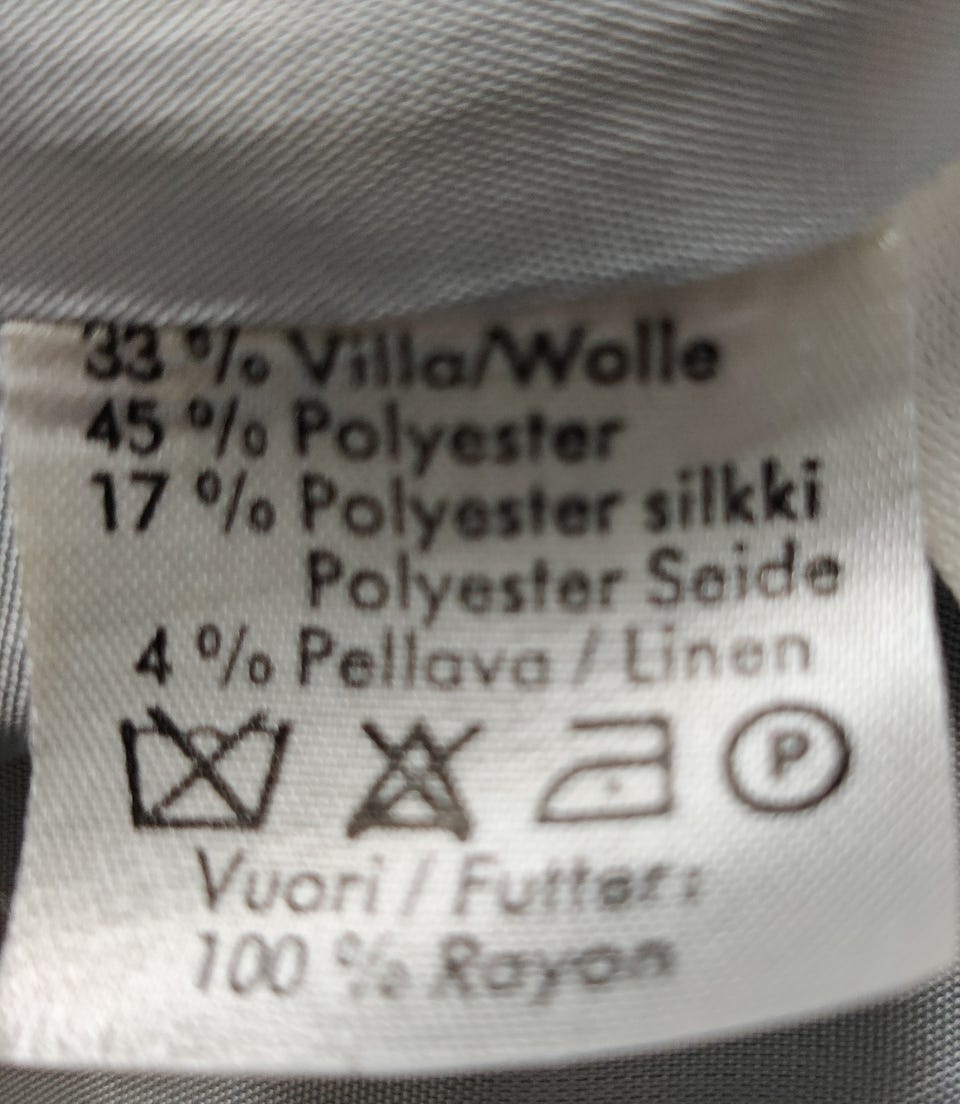 33 % Villa/Wolle
45 % Polyester
17 % Polyester silkki
Polyester Seide
4 % Pellava / Linen
P
Vuori / Futter:
100 % Rayon